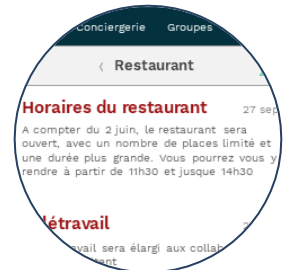 Conciergerie Groupes
‹ Restaurant
Horaires du restaurant 27 sep
A compter du 2 juin, le restaurant sera
ouvert, avec un nombre de places limité et
une durée plus grande. Vous pourrez vous y
rendre à partir de 11h30 et jusque 14h30
létravail
avail sera élargi aux collab